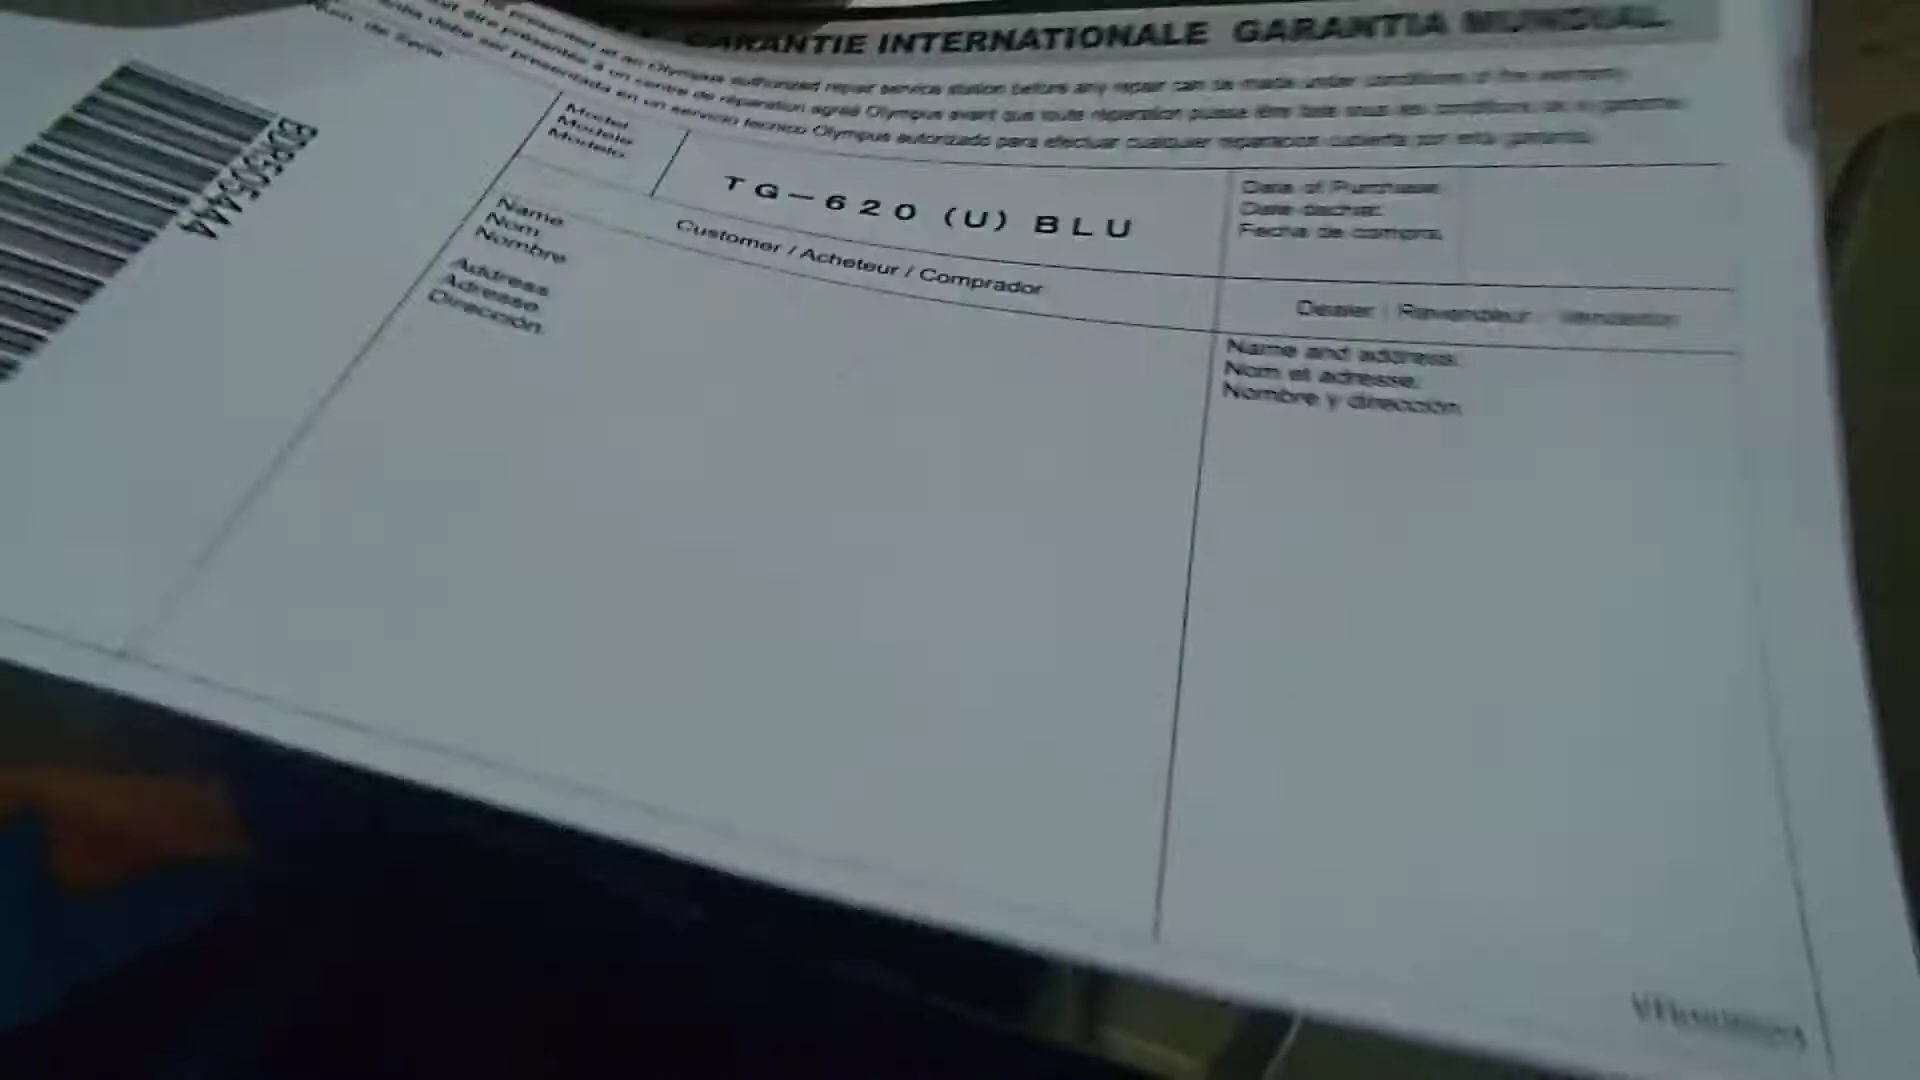 GARANTIE INTERNATIONALE GARANTIA MUNDIAL
presented at an Olympus authorized repair service station before any repair can be made under conditions of the warranty.
être présentée à un centre de réparation agréé Olympus avant que toute réparation puisse être faite sous les conditions de la garantie.
debe ser presentada en un servicio técnico Olympus autorizado para efectuar cualquier reparación cubierta por esta garantía.
de Serie
Model
Modèle
Modelo
TG-620 (U) BLU
Date of Purchase
Date d'achat
Fecha de compra
Customer / Acheteur / Comprador
Dealer / Revendeur / Vendedor
Name
Nom
Nombre
Address
Adresse
Dirección
Name and address
Nom et adresse
Nombre y dirección